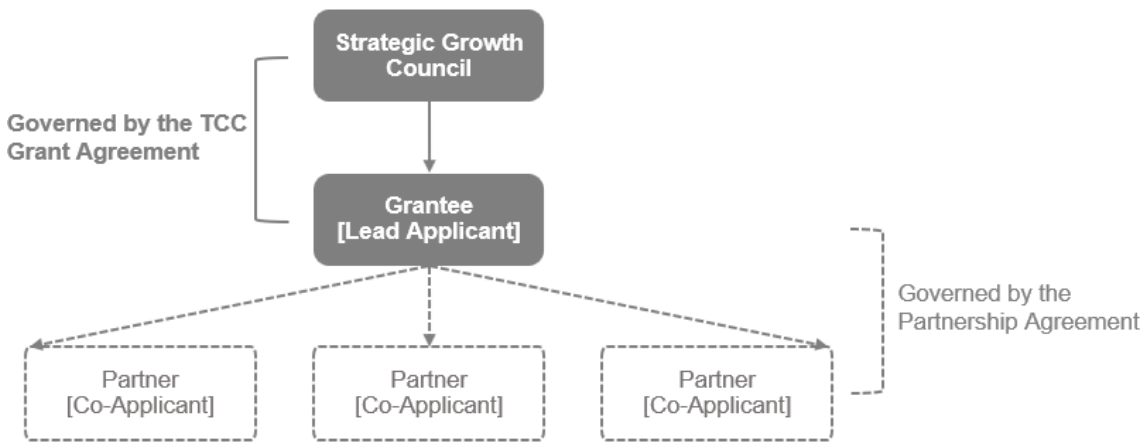 Strategic Growth
Council
Governed by the TCC
Grant Agreement
Grantee
[Lead Applicant]
Governed by the
Partnership Agreement
Partner
[Co-Applicant]
Partner
[Co-Applicant]
Partner
[Co-Applicant]